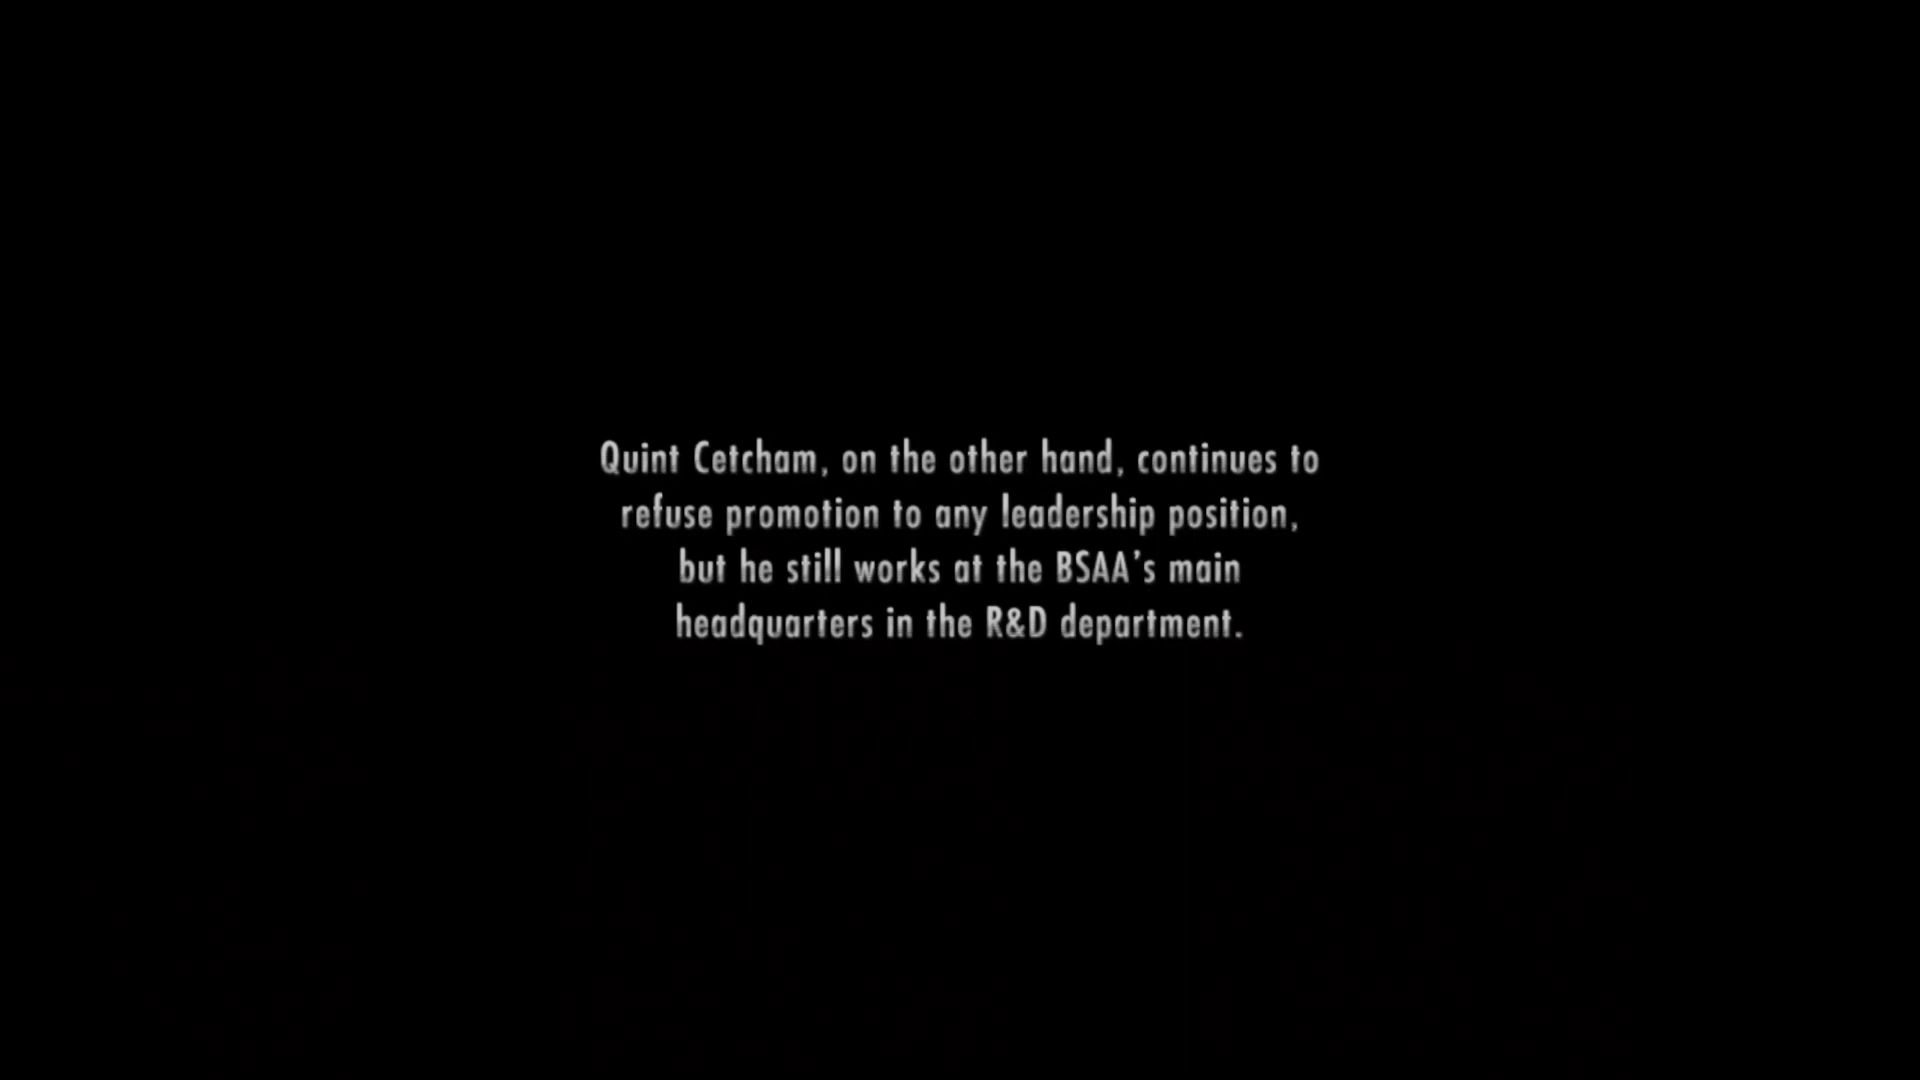 Quint Cetcham, on the other hand, continues to
refuse promotion to any leadership position,
but he still works at the BSAA's main
headquarters in the R&D department.